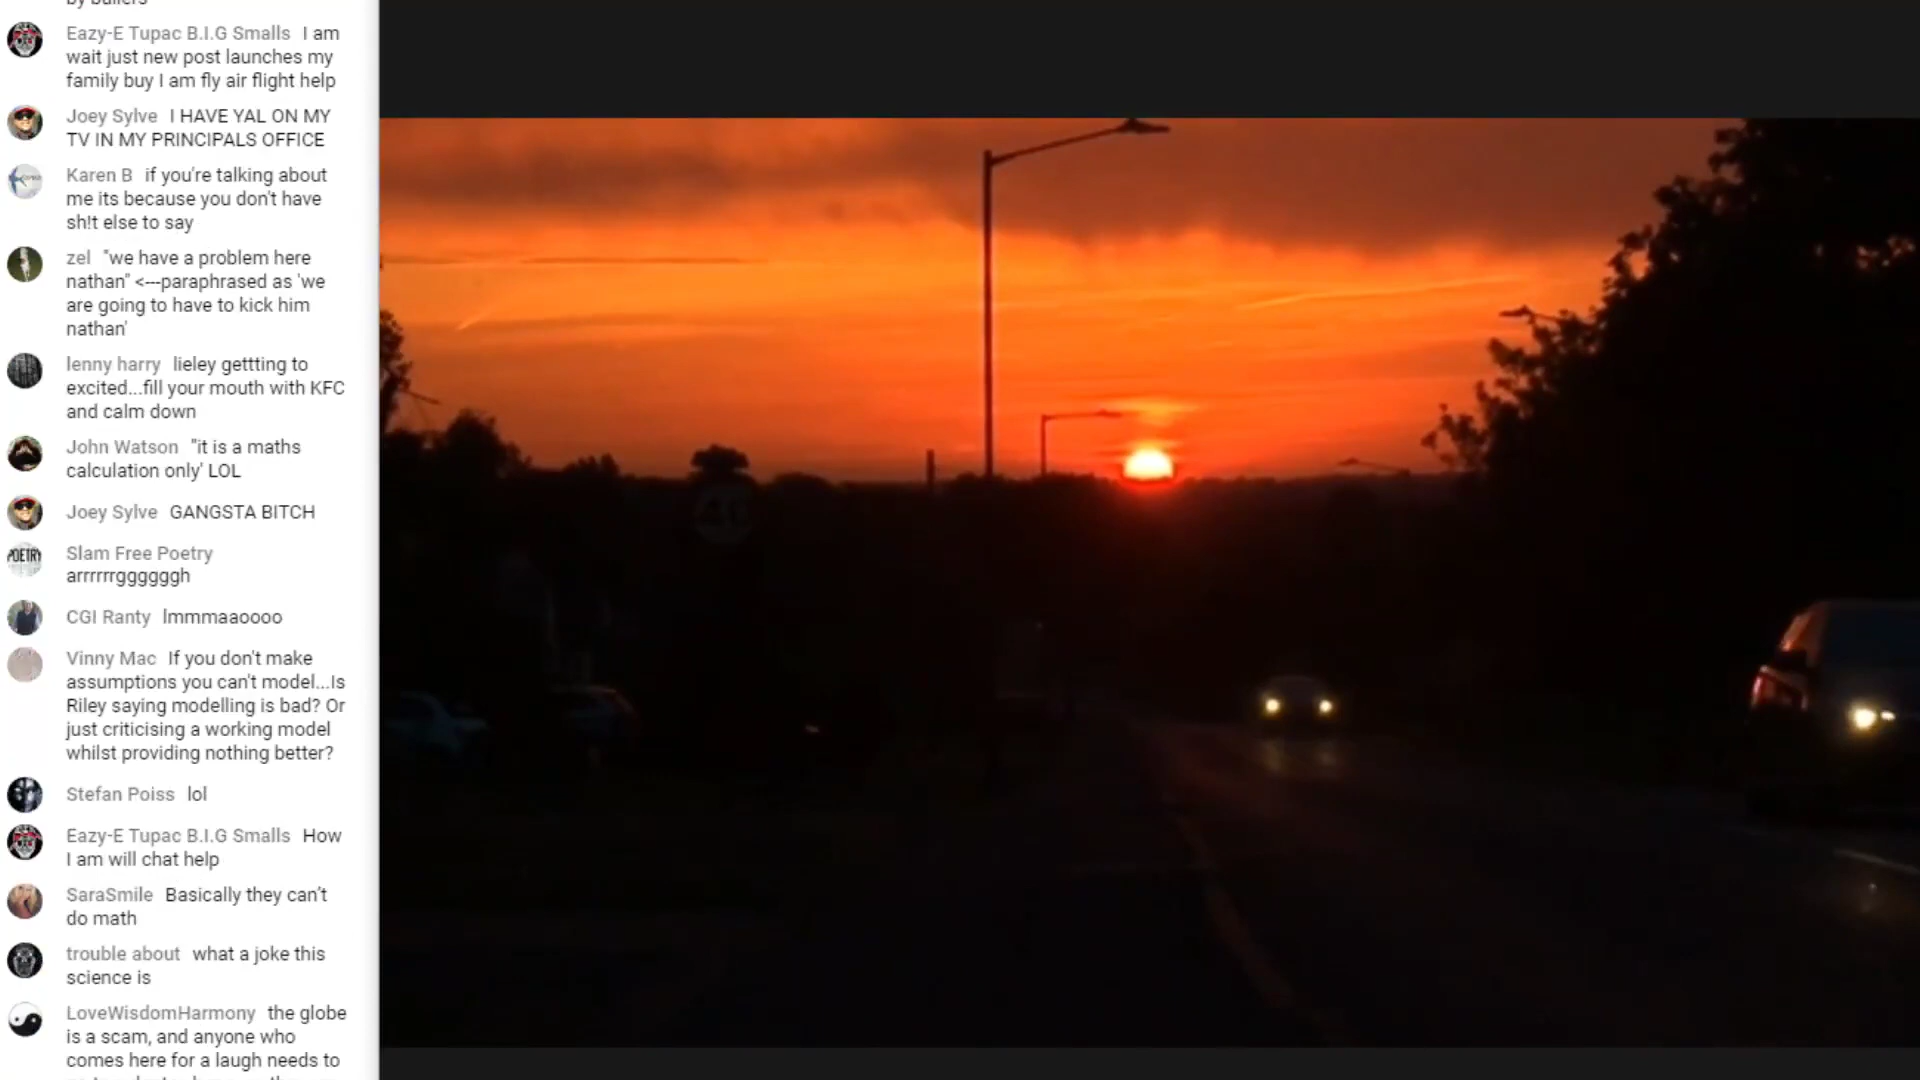 Eazy-E Tupac B.I.G Smalls I am
wait just new post launches my
family buy I am fly air flight help
Joey Sylve I HAVE YAL ON MY
TV IN MY PRINCIPALS OFFICE
Karen B if you're talking about
me its because you don't have
sh!t else to say
zel "we have a problem here
nathan" <---paraphrased as 'we
are going to have to kick him
nathan'
lenny harry lieley gettting to
excited...fill your mouth with KFC
and calm down
John Watson "it is a maths
calculation only' LOL
Joey Sylve GANGSTA BITCH
POETRY
Slam Free Poetry
arrrrrrggggggh
CGI Ranty lmmmaaoooo
Vinny Mac If you don't make
assumptions you can't model...Is
Riley saying modelling is bad? Or
just criticising a working model
whilst providing nothing better?
Stefan Poiss lol
Eazy-E Tupac B.I.G Smalls How
I am will chat help
SaraSmile Basically they can't
do math
trouble about what a joke this
science is
LoveWisdomHarmony the globe
is a scam, and anyone who
comes here for a laugh needs to